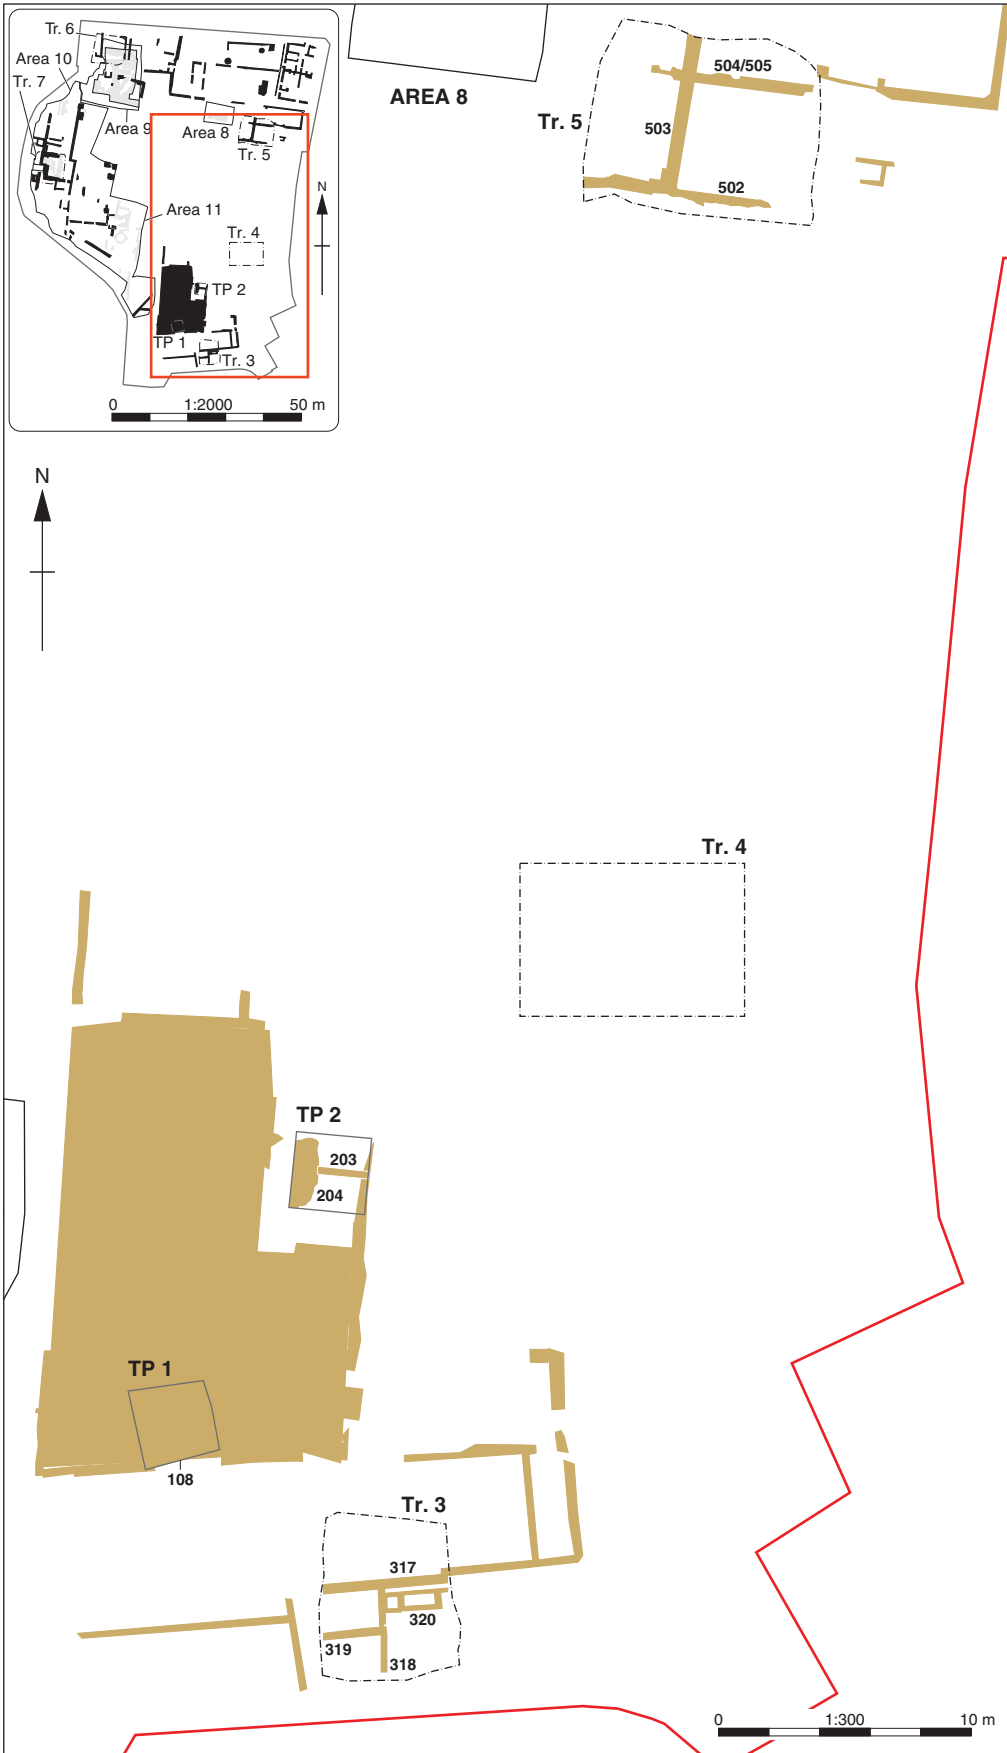 Tr. 6
Area 10
Tr. 7
Area 9
Area 8
Tr. 5
Area 11
N
Tr. 4
TP 2
TP 1
Tr. 3
0 1:2000 50 m
AREA 8
Tr. 5
504/505
503
502
N
Tr. 4
TP 2
203
204
TP 1
108
Tr. 3
317
320
319
318
0 1:300 10 m